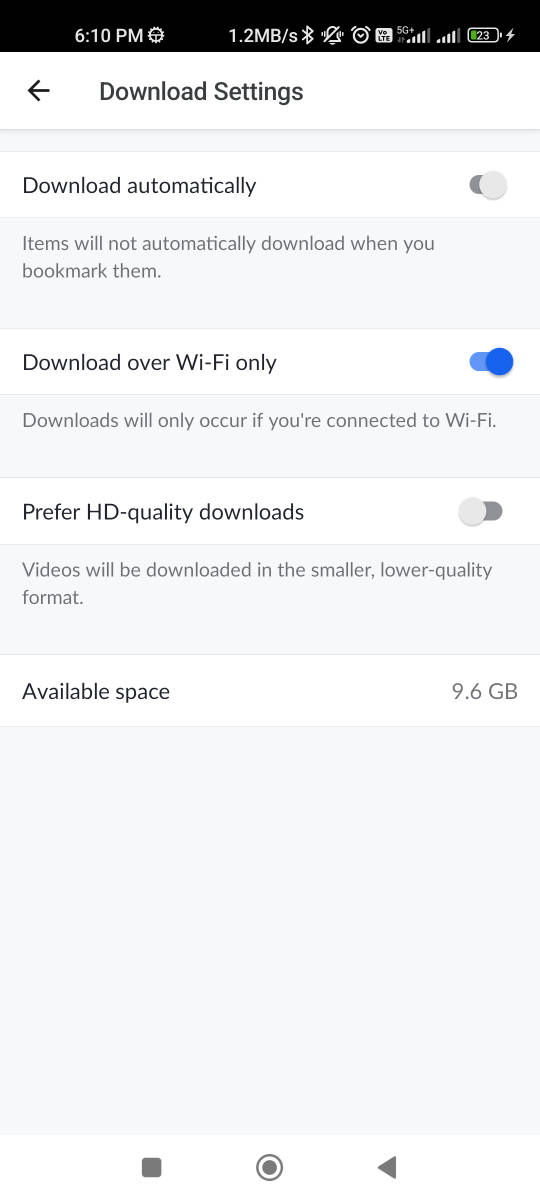 6:10 PM 1.2MB/s Vo LTE 5G+ 23
Download Settings
Download automatically
Items will not automatically download when you
bookmark them.
Download over Wi-Fi only
Downloads will only occur if you're connected to Wi-Fi.
Prefer HD-quality downloads
Videos will be downloaded in the smaller, lower-quality
format.
Available space 9.6 GB